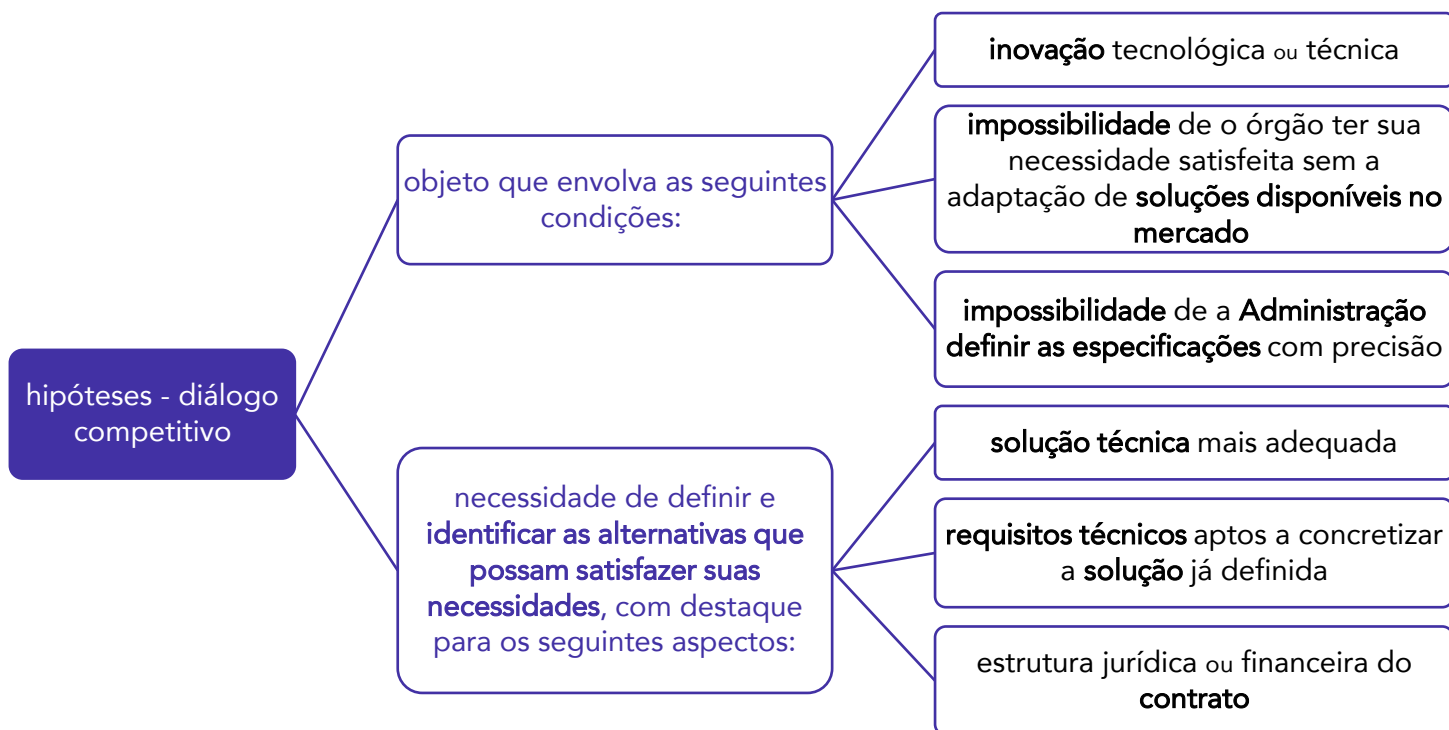 hipóteses - diálogo
competitivo
objeto que envolva as seguintes
condições:
inovação tecnológica ou técnica
impossibilidade de o órgão ter sua
necessidade satisfeita sem a
adaptação de soluções disponíveis no
mercado
impossibilidade de a Administração
definir as especificações com precisão
necessidade de definir e
identificar as alternativas que
possam satisfazer suas
necessidades, com destaque
para os seguintes aspectos:
solução técnica mais adequada
requisitos técnicos aptos a concretizar
a solução já definida
estrutura jurídica ou financeira do
contrato